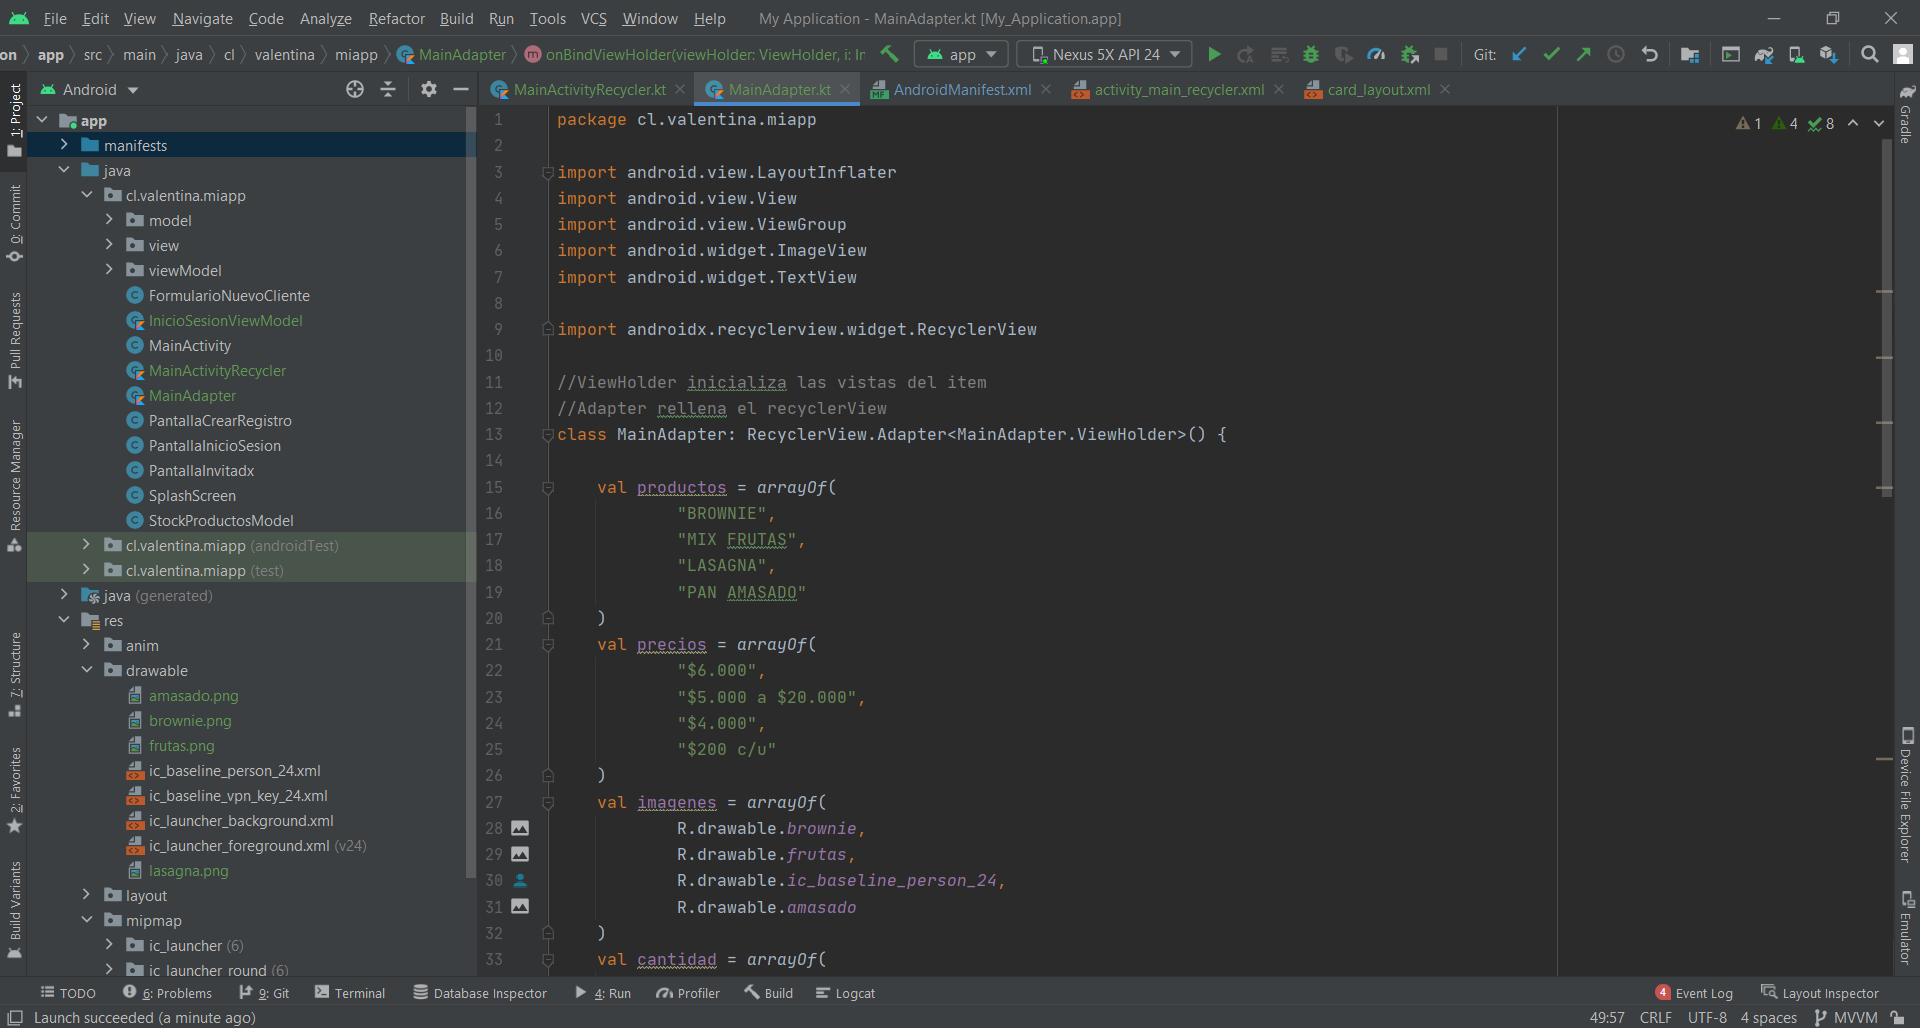 File Edit View Navigate Code Analyze Refactor Build Run Tools VCS Window Help My Application - MainAdapter.kt [My_Application.app]
on app src main java cl valentina miapp MainAdapter onBindViewHolder(viewHolder: ViewHolder, i: In app Nexus 5X API 24 Git:
Android
MainActivityRecycler.kt MainAdapter.kt AndroidManifest.xml activity_main_recycler.xml card_layout.xml
1: Project
0: Commit
Pull Requests
Resource Manager
7: Structure
2: Favorites
Build Variants
app
manifests
java
cl.valentina.miapp
model
view
viewModel
FormularioNuevoCliente
InicioSesionViewModel
MainActivity
MainActivityRecycler
MainAdapter
PantallaCrearRegistro
PantallaInicioSesion
PantallaInvitadx
SplashScreen
StockProductosModel
cl.valentina.miapp (androidTest)
cl.valentina.miapp (test)
java (generated)
res
anim
drawable
amasado.png
brownie.png
frutas.png
ic_baseline_person_24.xml
ic_baseline_vpn_key_24.xml
ic_launcher_background.xml
ic_launcher_foreground.xml (v24)
lasagna.png
layout
mipmap
ic_launcher (6)
ic_launcher_round (6)
1 package cl.valentina.miapp
2
3 import android.view.LayoutInflater
4 import android.view.View
5 import android.view.ViewGroup
6 import android.widget.ImageView
7 import android.widget.TextView
8
9 import androidx.recyclerview.widget.RecyclerView
10
11 //ViewHolder inicializa las vistas del item
12 //Adapter rellena el recyclerView
13 class MainAdapter: RecyclerView.Adapter<MainAdapter.ViewHolder>() {
14
15 val productos = arrayOf(
16 "BROWNIE",
17 "MIX FRUTAS",
18 "LASAGNA",
19 "PAN AMASADO"
20 )
21 val precios = arrayOf(
22 "$6.000",
23 "$5.000 a $20.000",
24 "$4.000",
25 "$200 c/u"
26 )
27 val imagenes = arrayOf(
28 R.drawable.brownie,
29 R.drawable.frutas,
30 R.drawable.ic_baseline_person_24,
31 R.drawable.amasado
32 )
33 val cantidad = arrayOf(
1 4 8
Gradle
Device File Explorer
Emulator
MF
TODO 6: Problems 9: Git Terminal Database Inspector 4: Run Profiler Build Logcat 4 Event Log Layout Inspector
Launch succeeded (a minute ago) 49:57 CRLF UTF-8 4 spaces MVVM